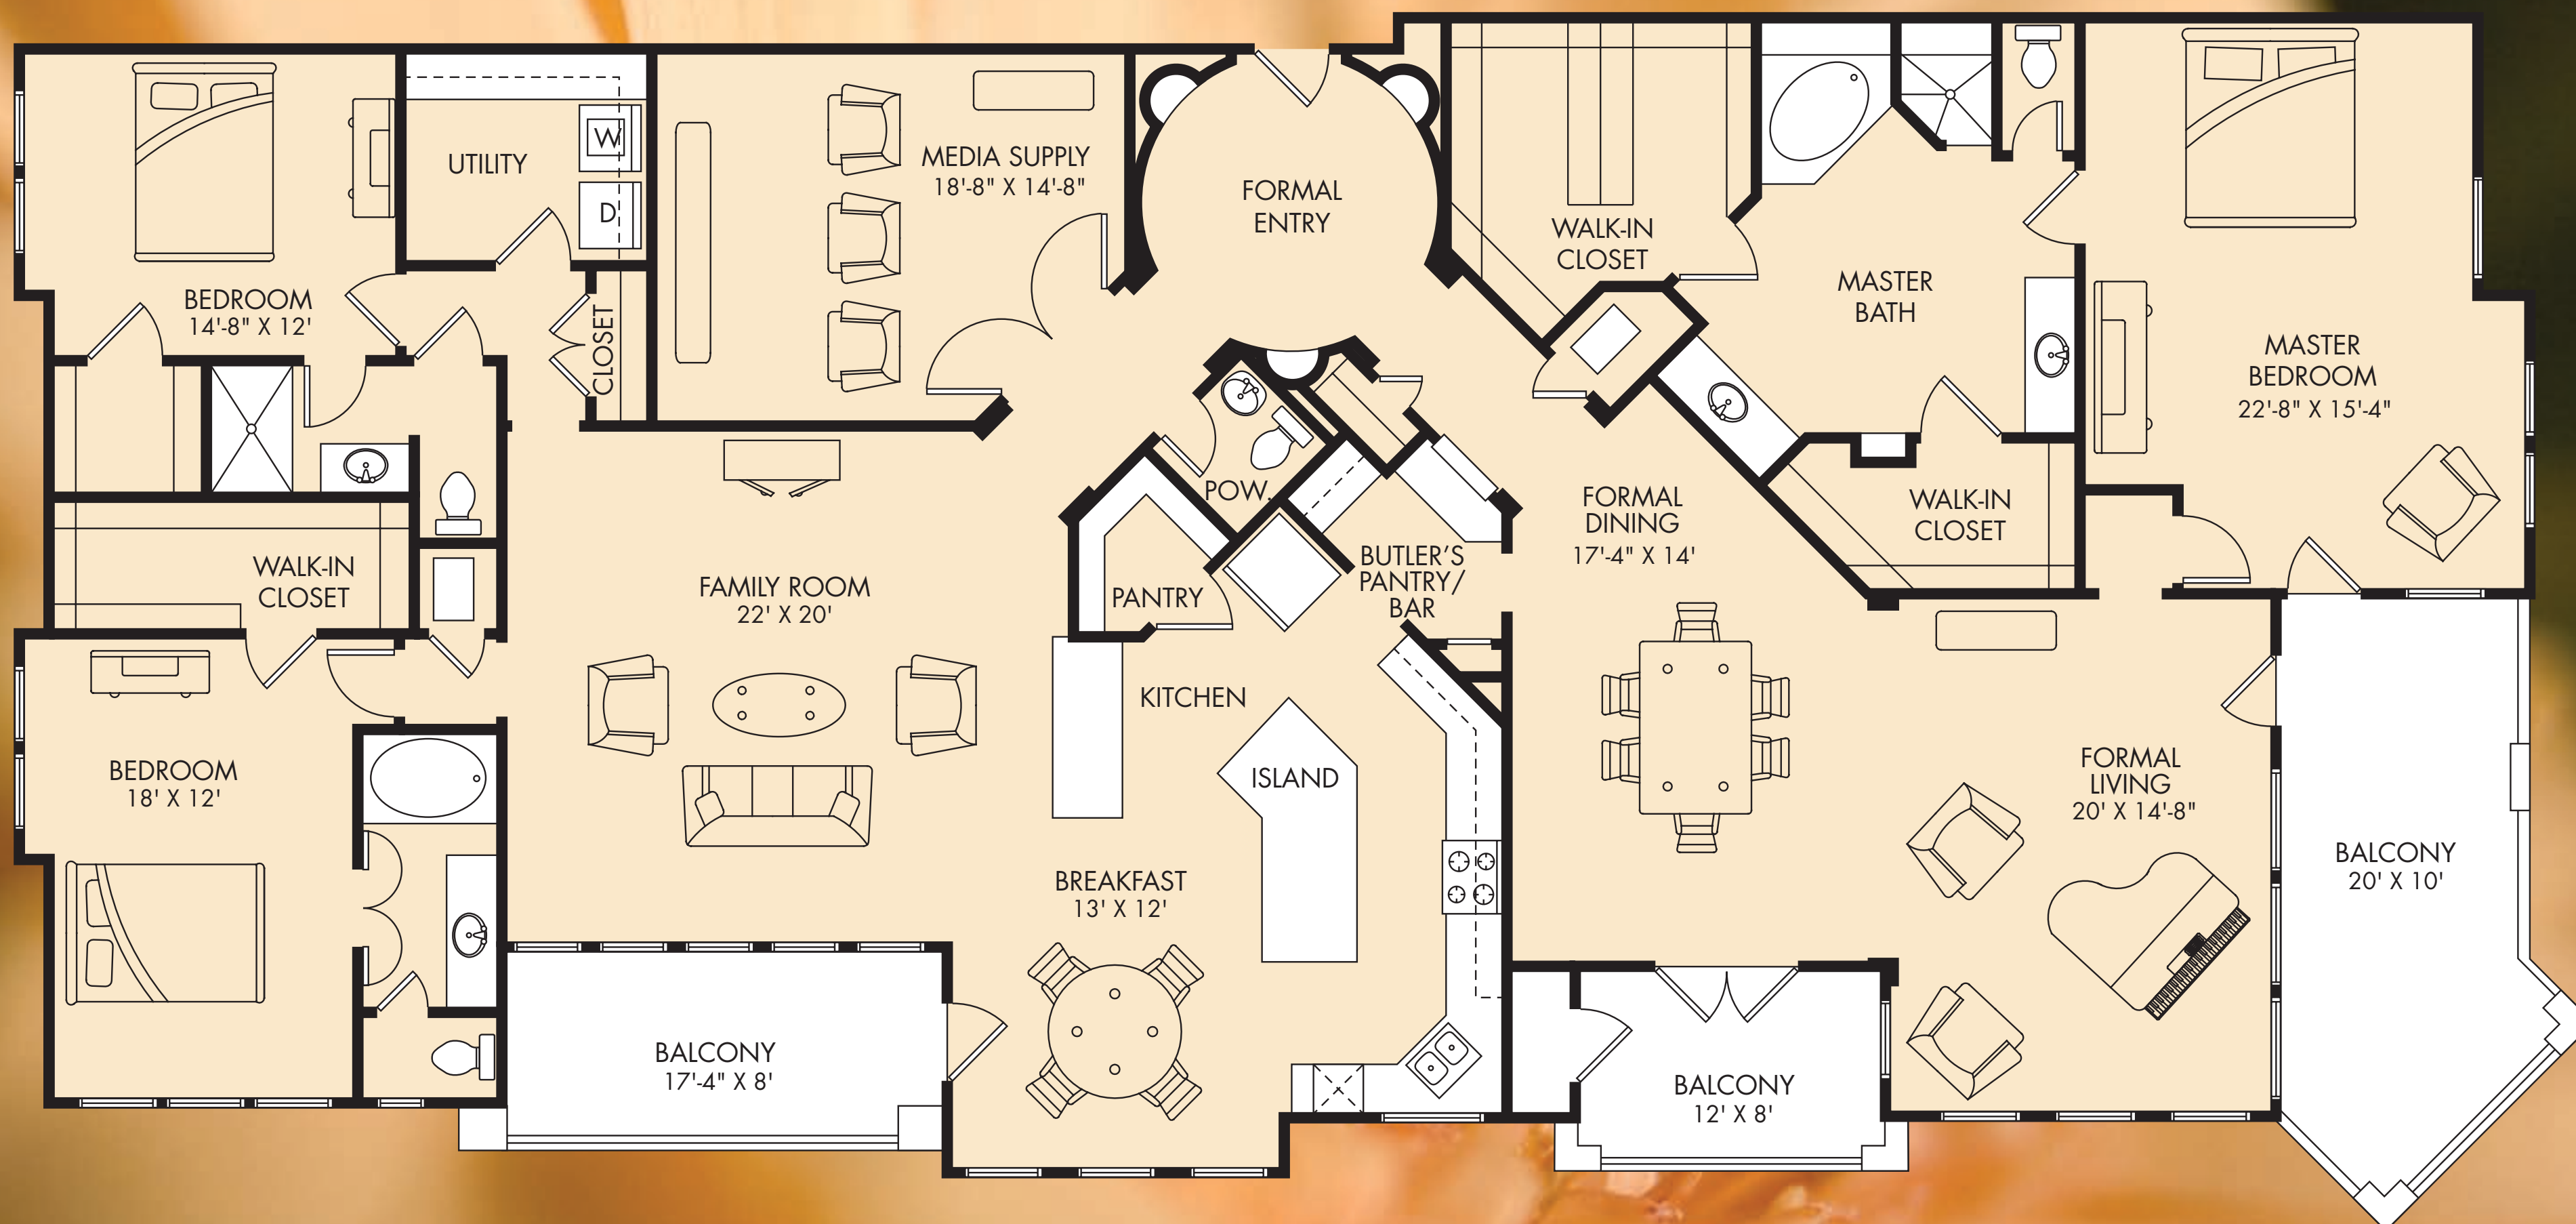 BEDROOM
14'-8" X 12'
UTILITY
W
D
CLOSET
MEDIA SUPPLY
18'-8" X 14'-8"
FORMAL
ENTRY
WALK-IN
CLOSET
MASTER
BATH
MASTER
BEDROOM
22'-8" X 15'-4"
WALK-IN
CLOSET
FAMILY ROOM
22' X 20'
POW.
PANTRY
BUTLER'S
PANTRY/
BAR
FORMAL
DINING
17'-4" X 14'
WALK-IN
CLOSET
BEDROOM
18' X 12'
KITCHEN
ISLAND
BREAKFAST
13' X 12'
FORMAL
LIVING
20' X 14'-8"
BALCONY
20' X 10'
BALCONY
17'-4" X 8'
BALCONY
12' X 8'